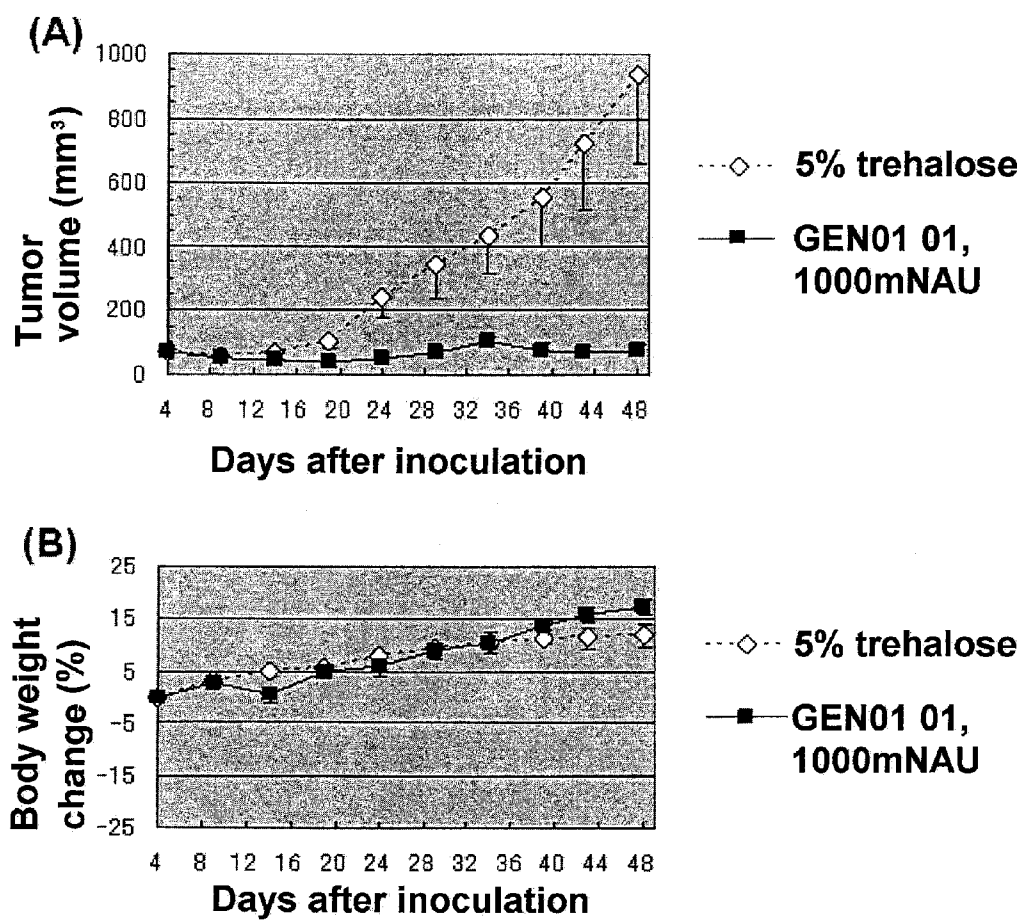 (A)
1000
800
600
400
200
0
Tumor
volume (mm³)
4 8 12 16 20 24 28 32 36 40 44 48
Days after inoculation
5% trehalose
GEN01 01,
1000mNAU
(B)
25
15
5
-5
-15
-25
Body weight
change (%)
4 8 12 16 20 24 28 32 36 40 44 48
Days after inoculation
5% trehalose
GEN01 01,
1000mNAU